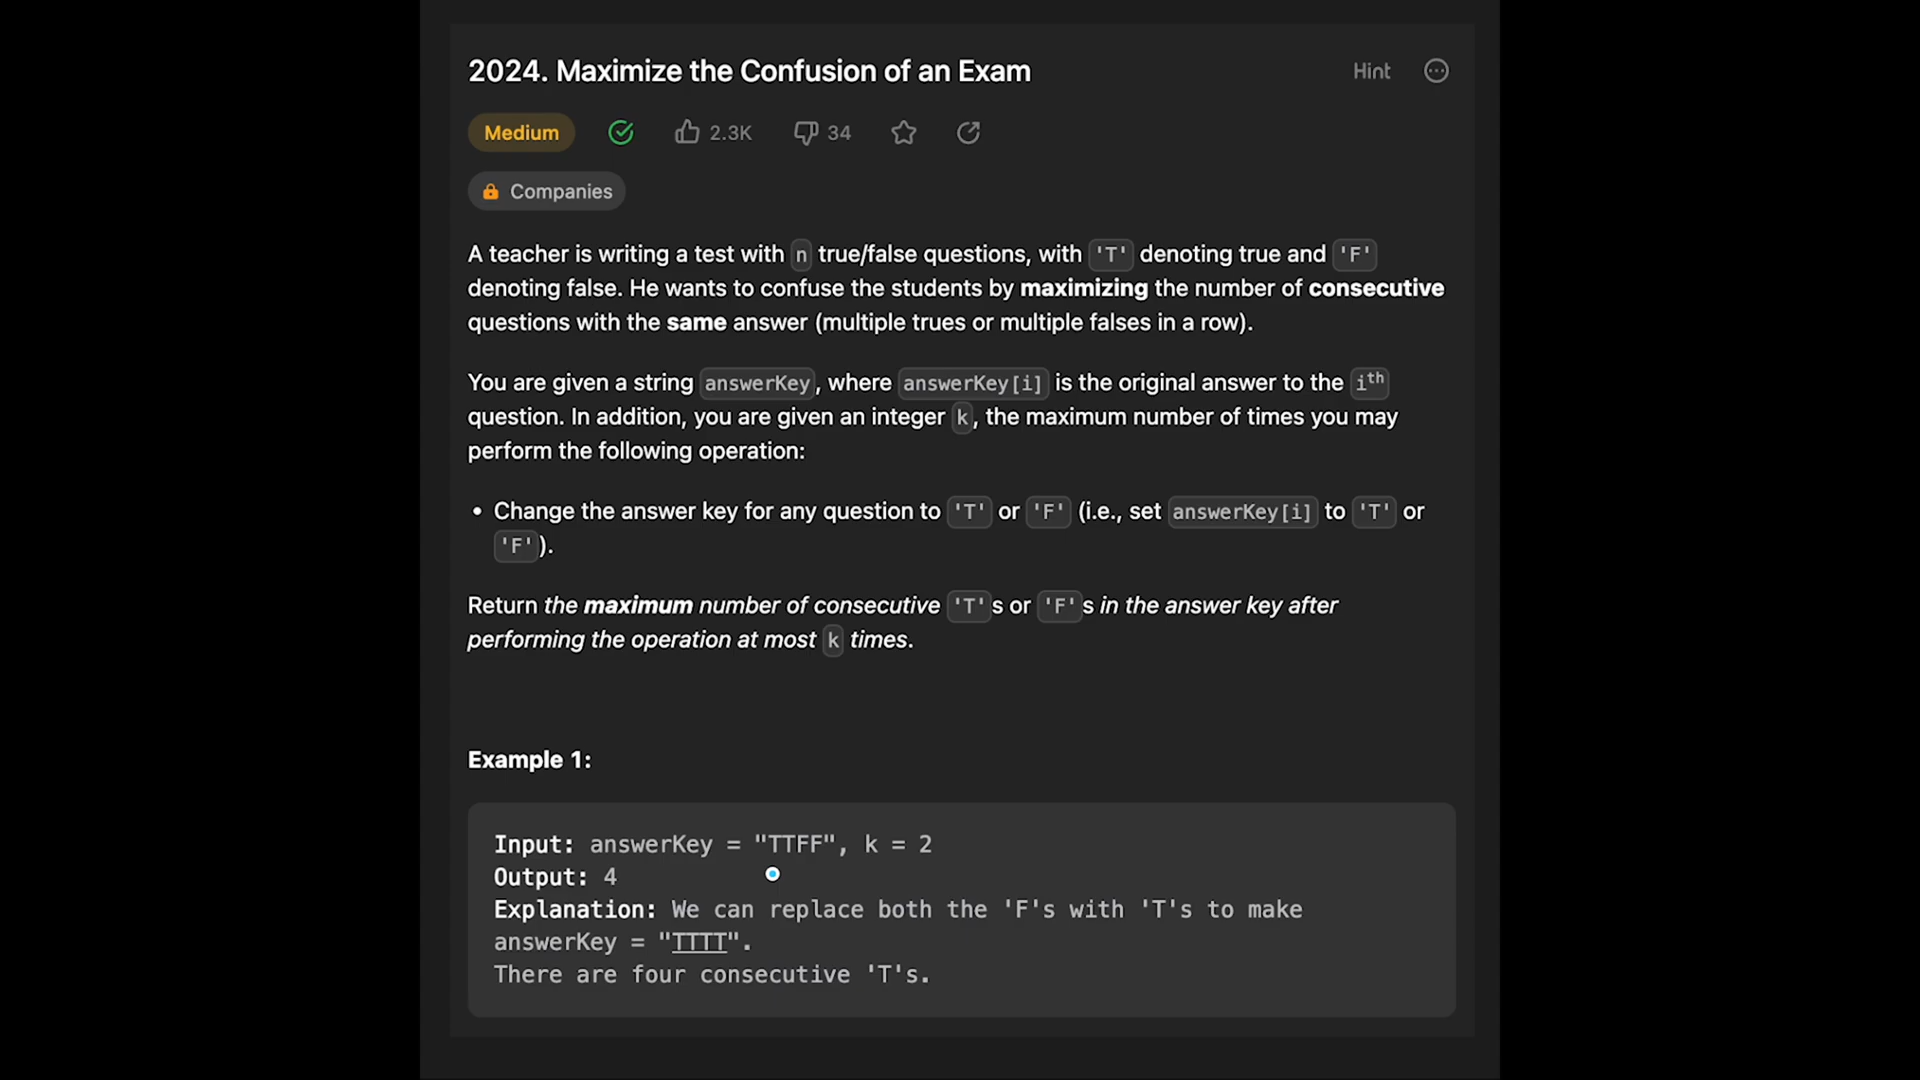 2024. Maximize the Confusion of an Exam
Hint
Medium
2.3K
34
Companies
A teacher is writing a test with n true/false questions, with 'T' denoting true and 'F'
denoting false. He wants to confuse the students by maximizing the number of consecutive
questions with the same answer (multiple trues or multiple falses in a row).
You are given a string answerKey, where answerKey[i] is the original answer to the ith
question. In addition, you are given an integer k, the maximum number of times you may
perform the following operation:
• Change the answer key for any question to 'T' or 'F' (i.e., set answerKey[i] to 'T' or
'F').
Return the maximum number of consecutive 'T's or 'F's in the answer key after
performing the operation at most k times.
Example 1:
Input: answerKey = "TTFF", k = 2
Output: 4
Explanation: We can replace both the 'F's with 'T's to make
answerKey = "TTTT".
There are four consecutive 'T's.